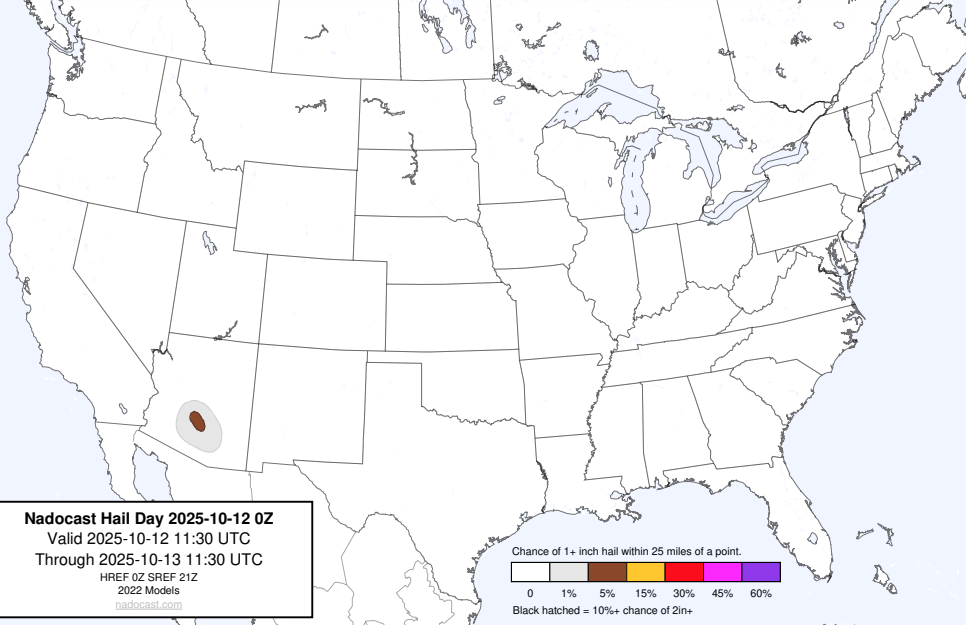 Nadocast Hail Day 2025-10-12 0Z
Valid 2025-10-12 11:30 UTC
Through 2025-10-13 11:30 UTC
HREF 0Z SREF 21Z
2022 Models
nadocast.com
Chance of 1+ inch hail within 25 miles of a point.
0 1% 5% 15% 30% 45% 60%
Black hatched = 10%+ chance of 2in+